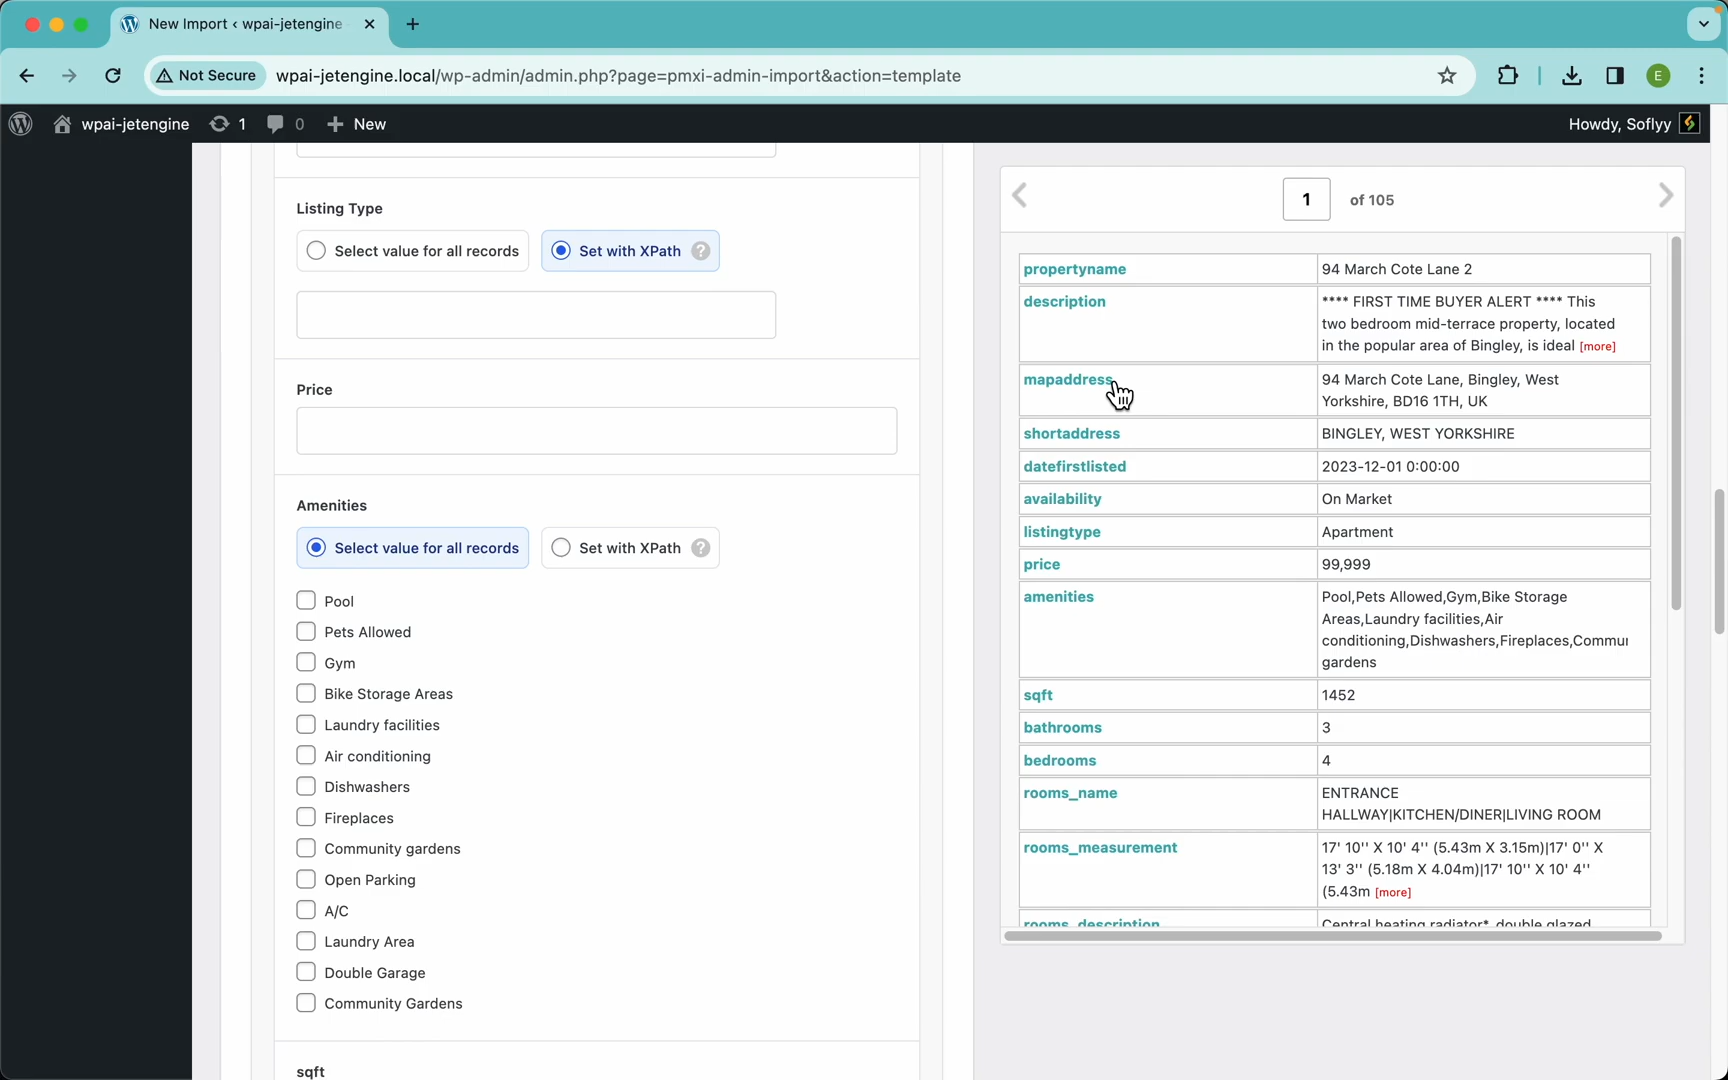 New Import ‹ wpai-jetengine
Not Secure
wpai-jetengine.local/wp-admin/admin.php?page=pmxi-admin-import&action=template
E
wpai-jetengine
1
0
New
Howdy, Soflyy
Listing Type
Select value for all records
Set with XPath ?
Price
Amenities
Select value for all records
Set with XPath ?
Pool
Pets Allowed
Gym
Bike Storage Areas
Laundry facilities
Air conditioning
Dishwashers
Fireplaces
Community gardens
Open Parking
A/C
Laundry Area
Double Garage
Community Gardens
sqft
1 of 105
propertyname
94 March Cote Lane 2
description
**** FIRST TIME BUYER ALERT **** This
two bedroom mid-terrace property, located
in the popular area of Bingley, is ideal [more]
mapaddress
94 March Cote Lane, Bingley, West
Yorkshire, BD16 1TH, UK
shortaddress
BINGLEY, WEST YORKSHIRE
datefirstlisted
2023-12-01 0:00:00
availability
On Market
listingtype
Apartment
price
99,999
amenities
Pool,Pets Allowed,Gym,Bike Storage
Areas,Laundry facilities,Air
conditioning,Dishwashers,Fireplaces,Commun
gardens
sqft
1452
bathrooms
3
bedrooms
4
rooms_name
ENTRANCE
HALLWAY|KITCHEN/DINER|LIVING ROOM
rooms_measurement
17' 10'' X 10' 4'' (5.43m X 3.15m)|17' 0'' X
13' 3'' (5.18m X 4.04m)|17' 10'' X 10' 4''
(5.43m [more]
rooms_description
Central heating radiator*, double glazed